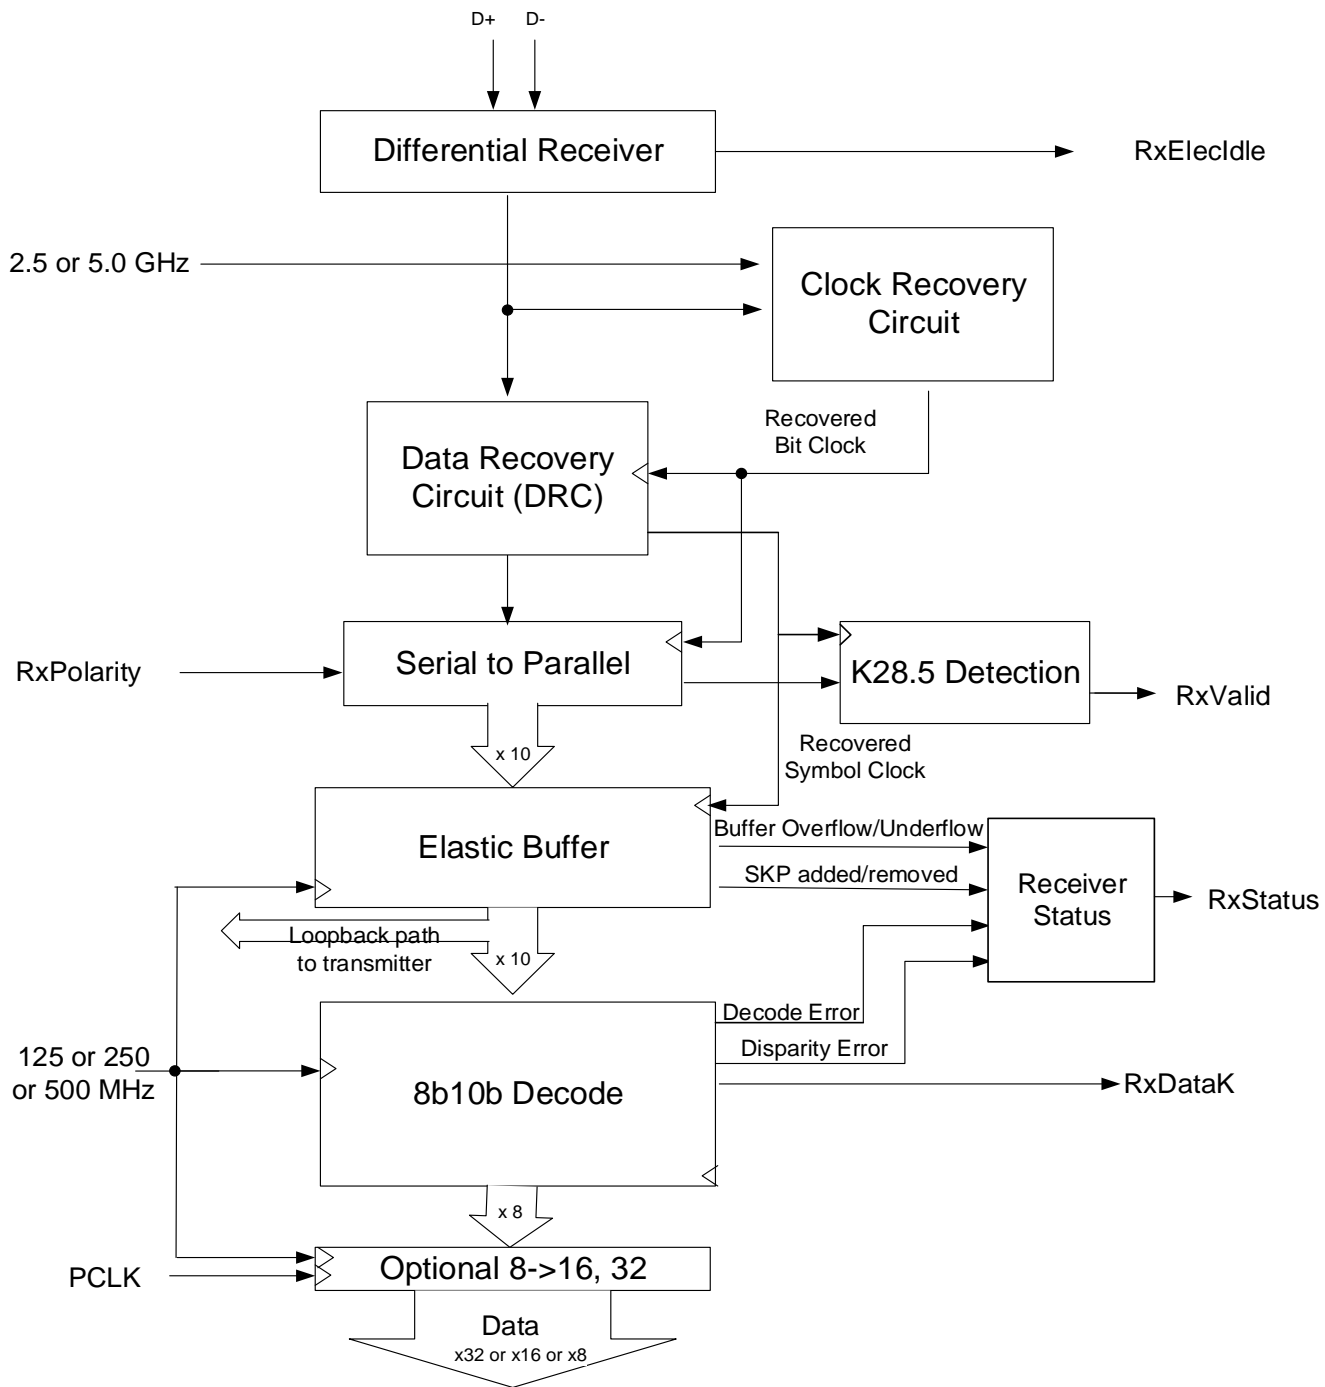 D+ D-
Differential Receiver
RxElecIdle
2.5 or 5.0 GHz
Clock Recovery
Circuit
Recovered
Bit Clock
Data Recovery
Circuit (DRC)
RxPolarity
Serial to Parallel
K28.5 Detection
RxValid
x 10
Recovered
Symbol Clock
Elastic Buffer
Buffer Overflow/Underflow
SKP added/removed
Receiver
Status
RxStatus
Loopback path
to transmitter
x 10
Decode Error
Disparity Error
125 or 250
or 500 MHz
8b10b Decode
RxDataK
x 8
PCLK
Optional 8->16, 32
Data
x32 or x16 or x8